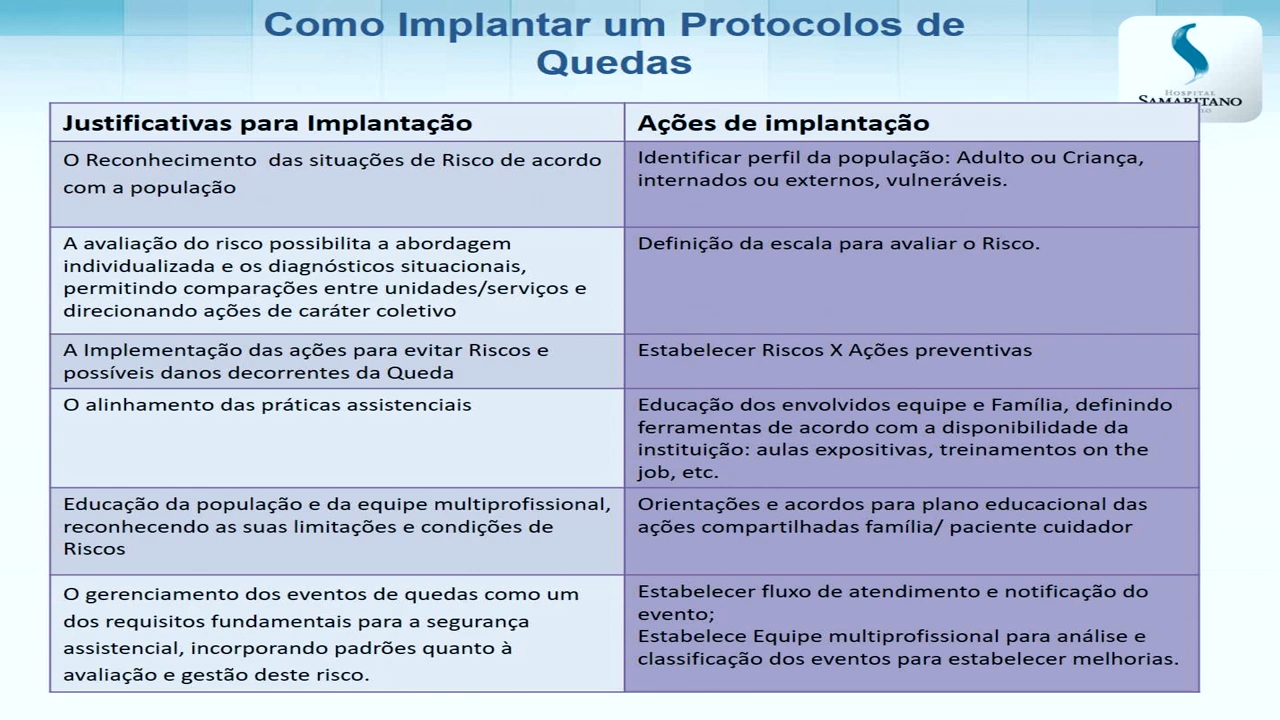 Como Implantar um Protocolos de
Quedas
HOSPITAL
SAMARITANO
Justificativas para Implantação
Ações de implantação
O Reconhecimento das situações de Risco de acordo
com a população
Identificar perfil da população: Adulto ou Criança,
internados ou externos, vulneráveis.
A avaliação do risco possibilita a abordagem
individualizada e os diagnósticos situacionais,
permitindo comparações entre unidades/serviços e
direcionando ações de caráter coletivo
Definição da escala para avaliar o Risco.
A Implementação das ações para evitar Riscos e
possíveis danos decorrentes da Queda
Estabelecer Riscos X Ações preventivas
O alinhamento das práticas assistenciais
Educação dos envolvidos equipe e Família, definindo
ferramentas de acordo com a disponibilidade da
instituição: aulas expositivas, treinamentos on the
job, etc.
Educação da população e da equipe multiprofissional,
reconhecendo as suas limitações e condições de
Riscos
Orientações e acordos para plano educacional das
ações compartilhadas família/ paciente cuidador
O gerenciamento dos eventos de quedas como um
dos requisitos fundamentais para a segurança
assistencial, incorporando padrões quanto à
avaliação e gestão deste risco.
Estabelecer fluxo de atendimento e notificação do
evento;
Estabelece Equipe multiprofissional para análise e
classificação dos eventos para estabelecer melhorias.